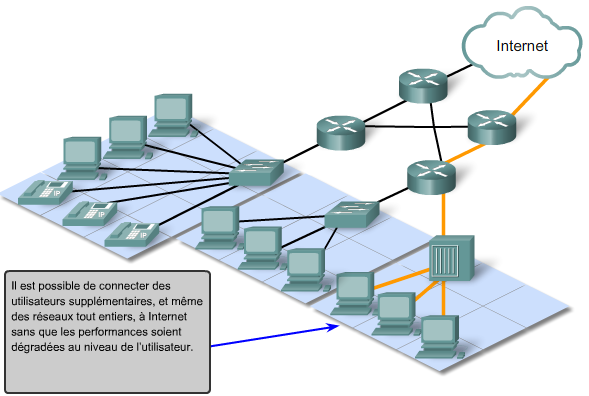 Internet
IP
IP
IP
Il est possible de connecter des
utilisateurs supplémentaires, et même
des réseaux tout entiers, à Internet
sans que les performances soient
dégradées au niveau de l'utilisateur.